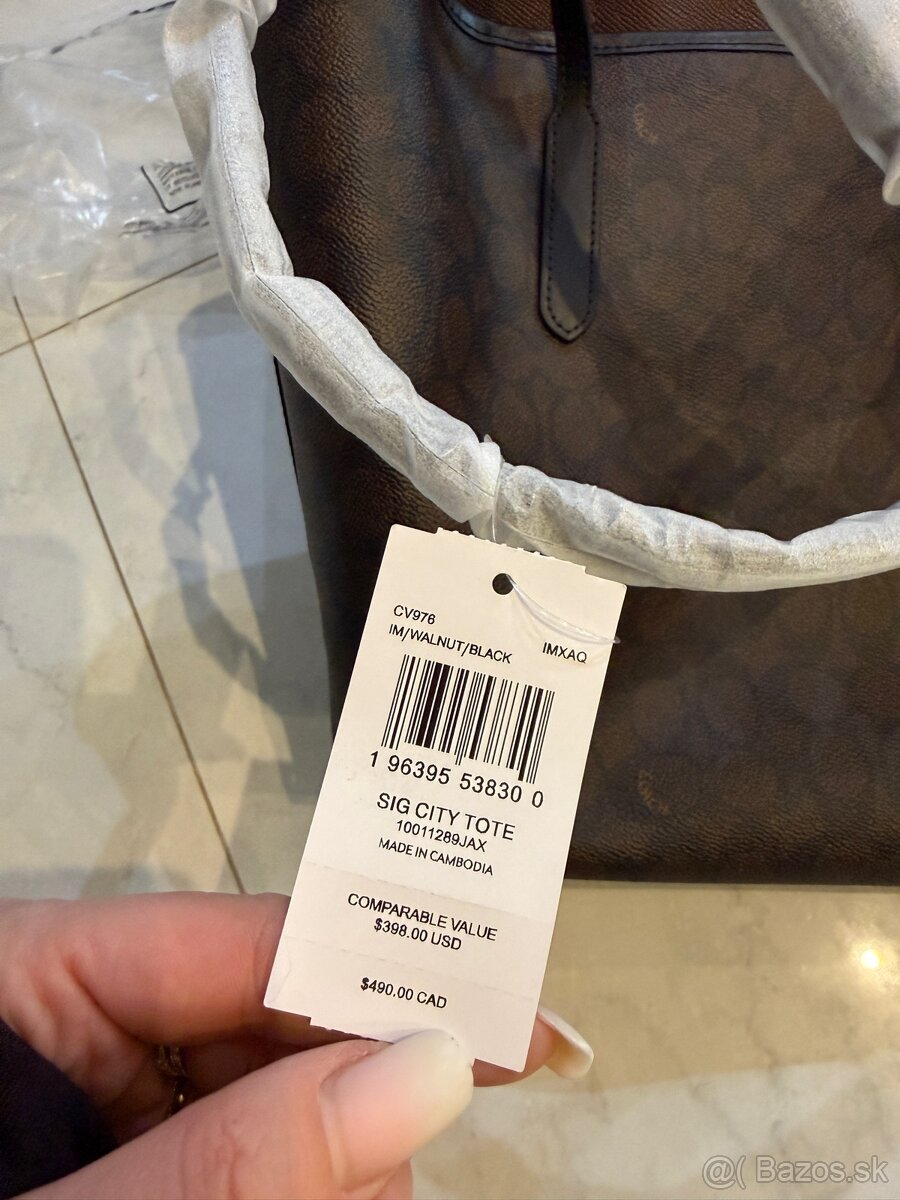 CV976
IM/WALNUT/BLACK IMXAQ
1 96395 53830 0
SIG CITY TOTE
10011289JAX
MADE IN CAMBODIA
COMPARABLE VALUE
$398.00 USD
$490.00 CAD
@( Bazos.sk